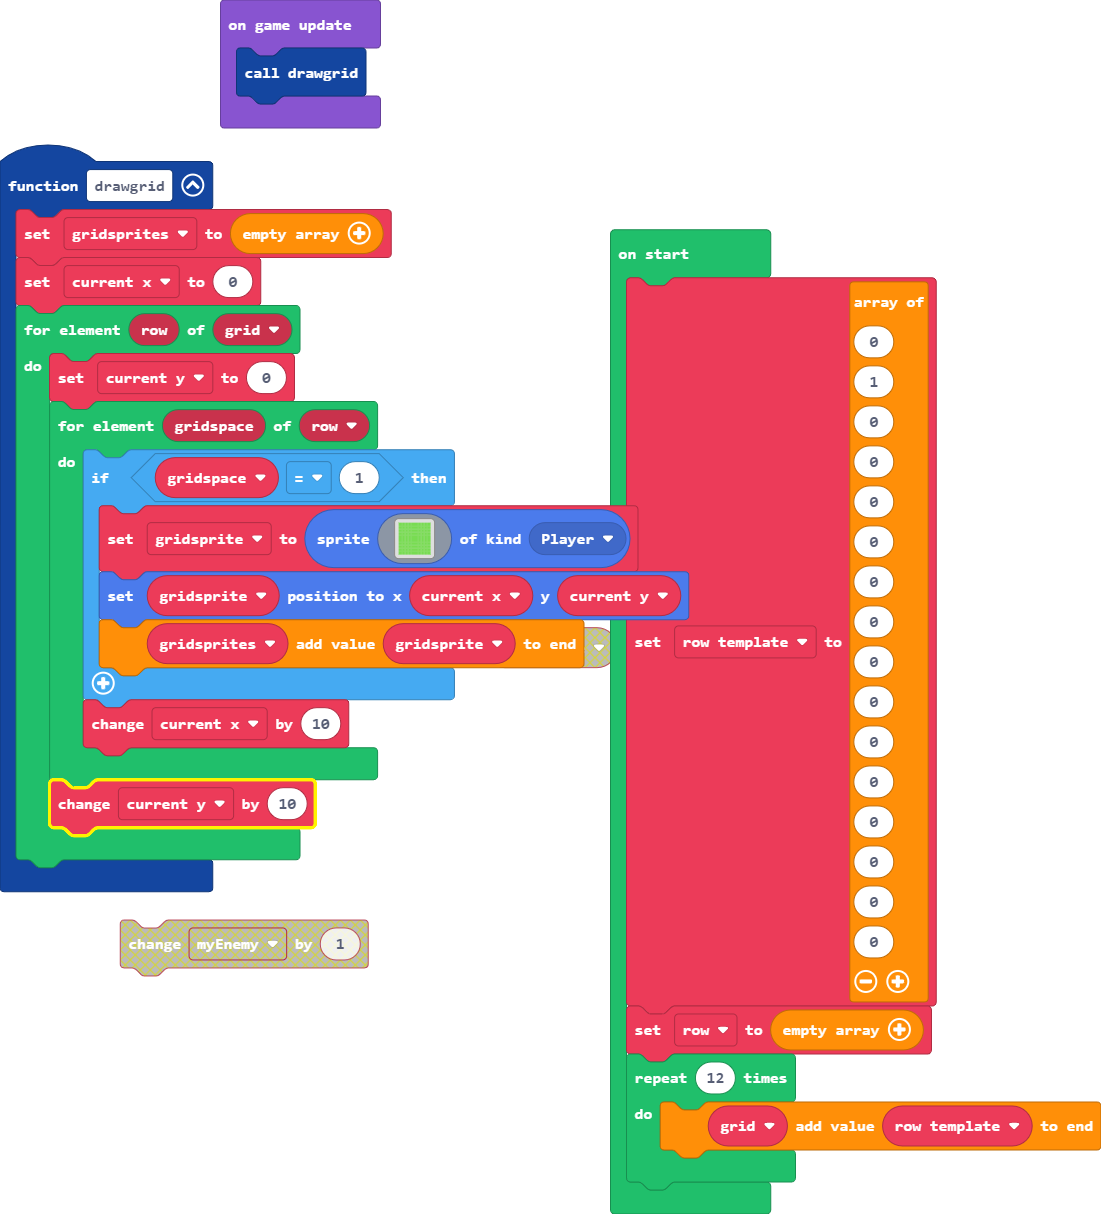 on game update
call drawgrid
function drawgrid
set gridsprites to empty array
set current x to 0
for element row of grid
do
set current y to 0
for element gridspace of row
do
if gridspace = 1 then
set gridsprite to sprite of kind Player
set gridsprite position to x current x y current y
gridsprites add value gridsprite to end
change current x by 10
change current y by 10
change myEnemy by 1
on start
set row template to
array of
0
1
0
0
0
0
0
0
0
0
0
0
0
0
0
0
set row to empty array
repeat 12 times
do
grid add value row template to end